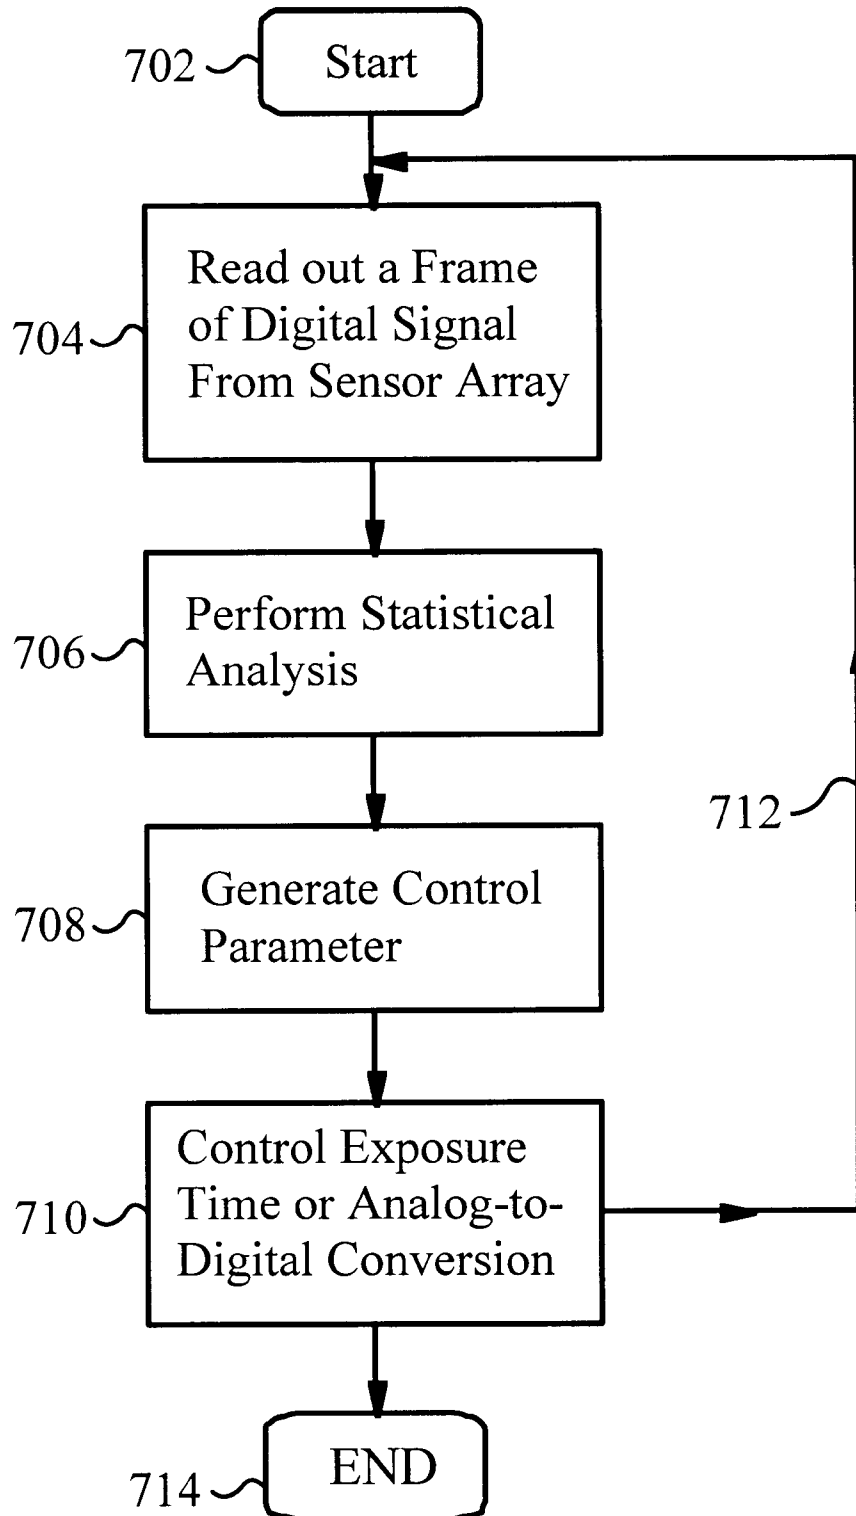 702
Start
Read out a Frame
of Digital Signal
From Sensor Array
704
Perform Statistical
Analysis
706
712
Generate Control
Parameter
708
Control Exposure
Time or Analog-to-
Digital Conversion
710
END
714